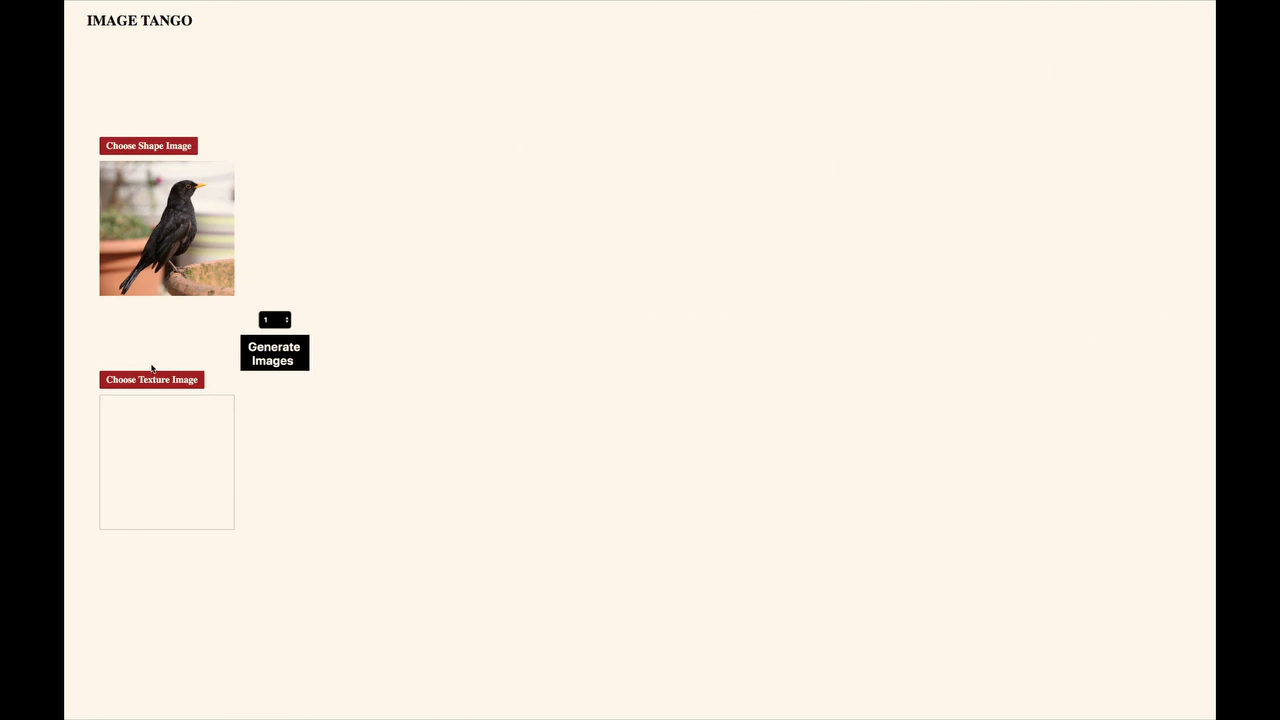 IMAGE TANGO
Choose Shape Image
1
Generate
Images
Choose Texture Image